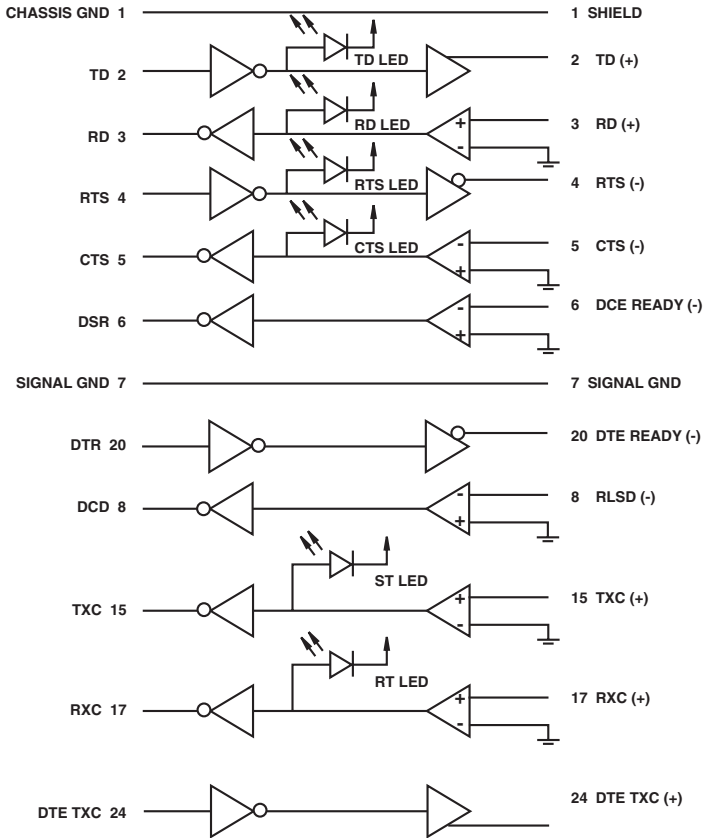 CHASSIS GND 1 1 SHIELD
TD 2 TD LED 2 TD (+)
RD 3 RD LED + - 3 RD (+)
RTS 4 RTS LED 4 RTS (-)
CTS 5 CTS LED - + 5 CTS (-)
DSR 6 - + 6 DCE READY (-)
SIGNAL GND 7 7 SIGNAL GND
DTR 20 20 DTE READY (-)
DCD 8 - + 8 RLSD (-)
ST LED
TXC 15 + - 15 TXC (+)
RT LED
RXC 17 + - 17 RXC (+)
DTE TXC 24 24 DTE TXC (+)